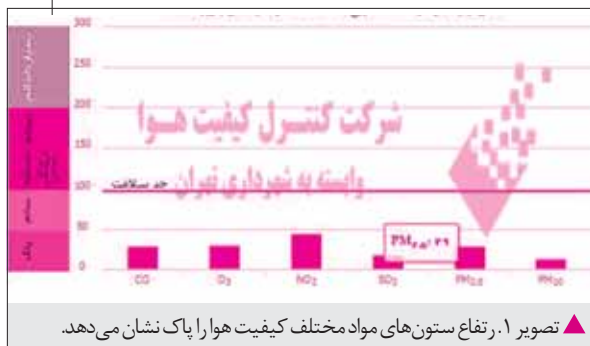 300
250
200
150
100
50
0
شرکت کنتــرل کیفیت هــوا
وابسته به شهرداری تهران
حد سلامت
سالم
پاک
PM₂.₅: ۲۹
CO
O₃
NO₂
SO₂
PM₂.₅
PM₁₀
تصویر ۱. ارتفاع ستون‌های مواد مختلف کیفیت هوا را پاک نشان می‌دهد.